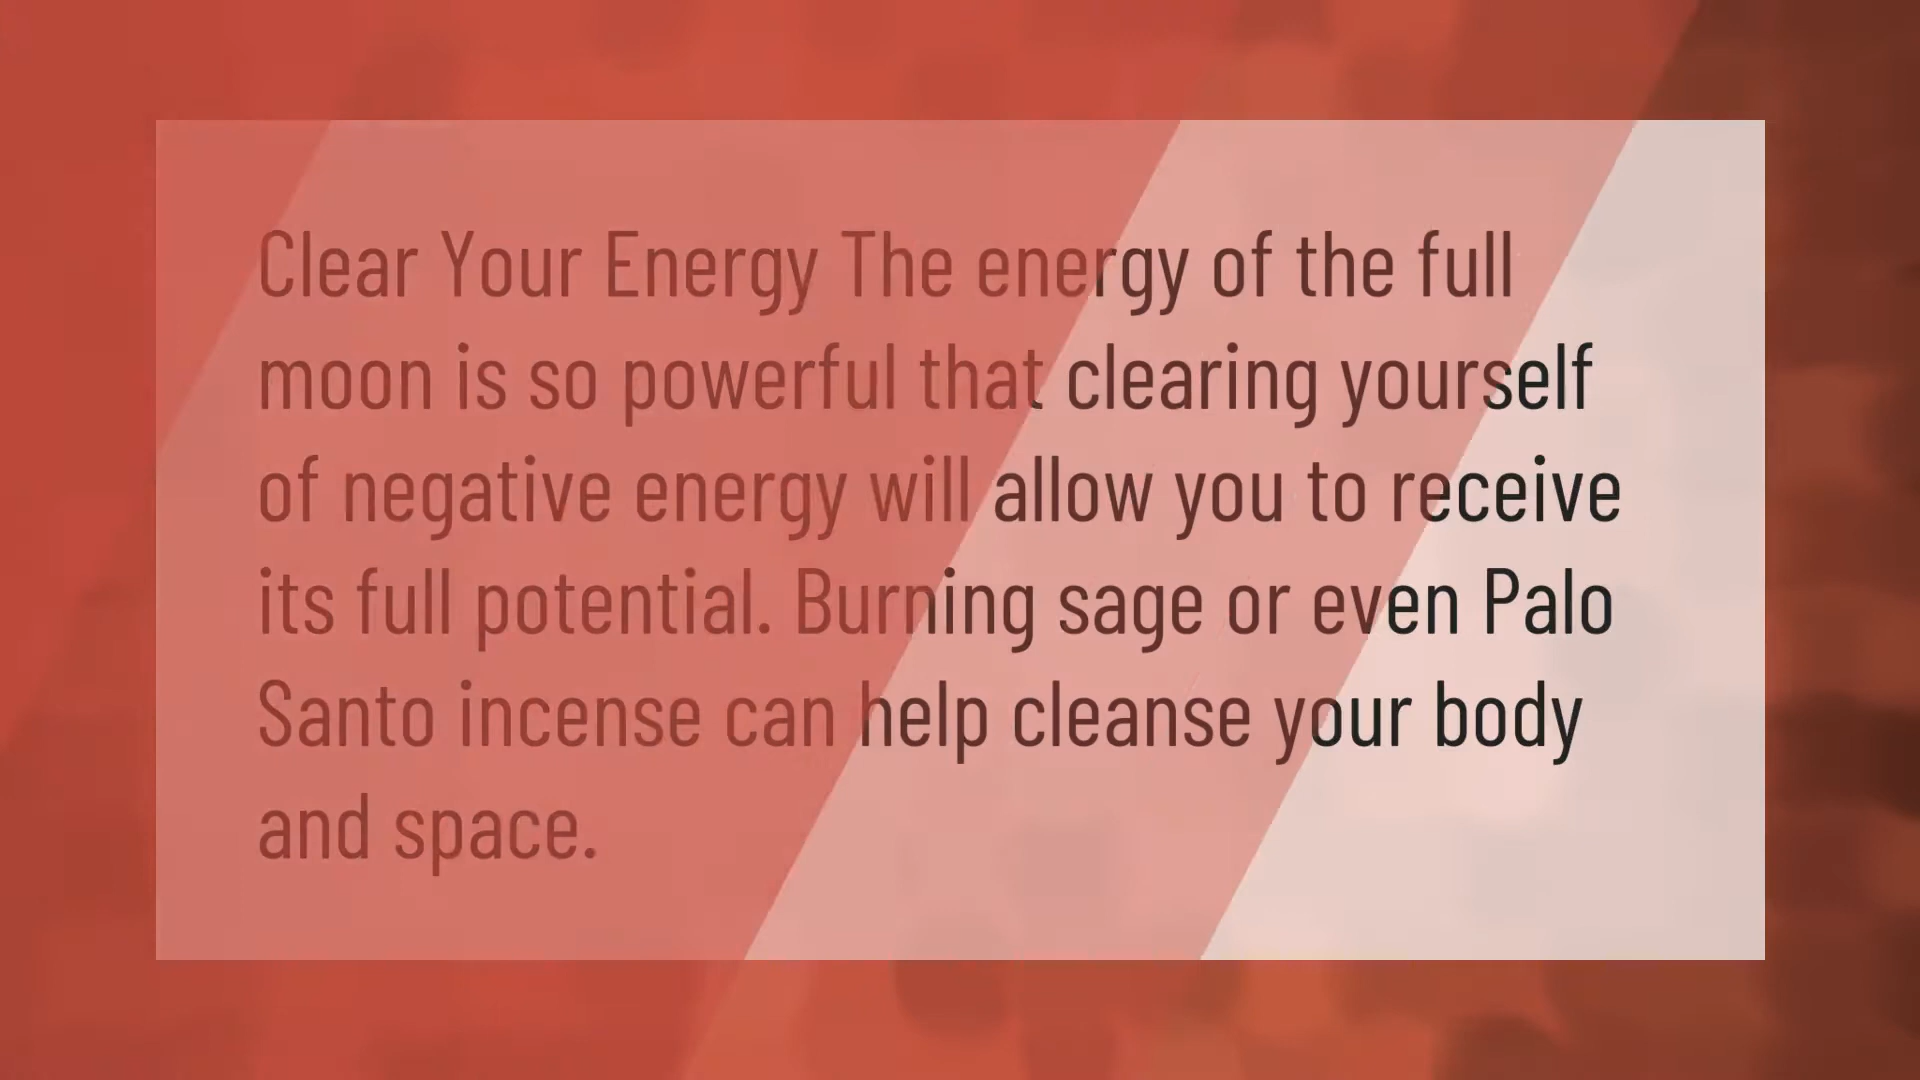 Clear Your Energy The energy of the full
moon is so powerful that clearing yourself
of negative energy will allow you to receive
its full potential. Burning sage or even Palo
Santo incense can help cleanse your body
and space.